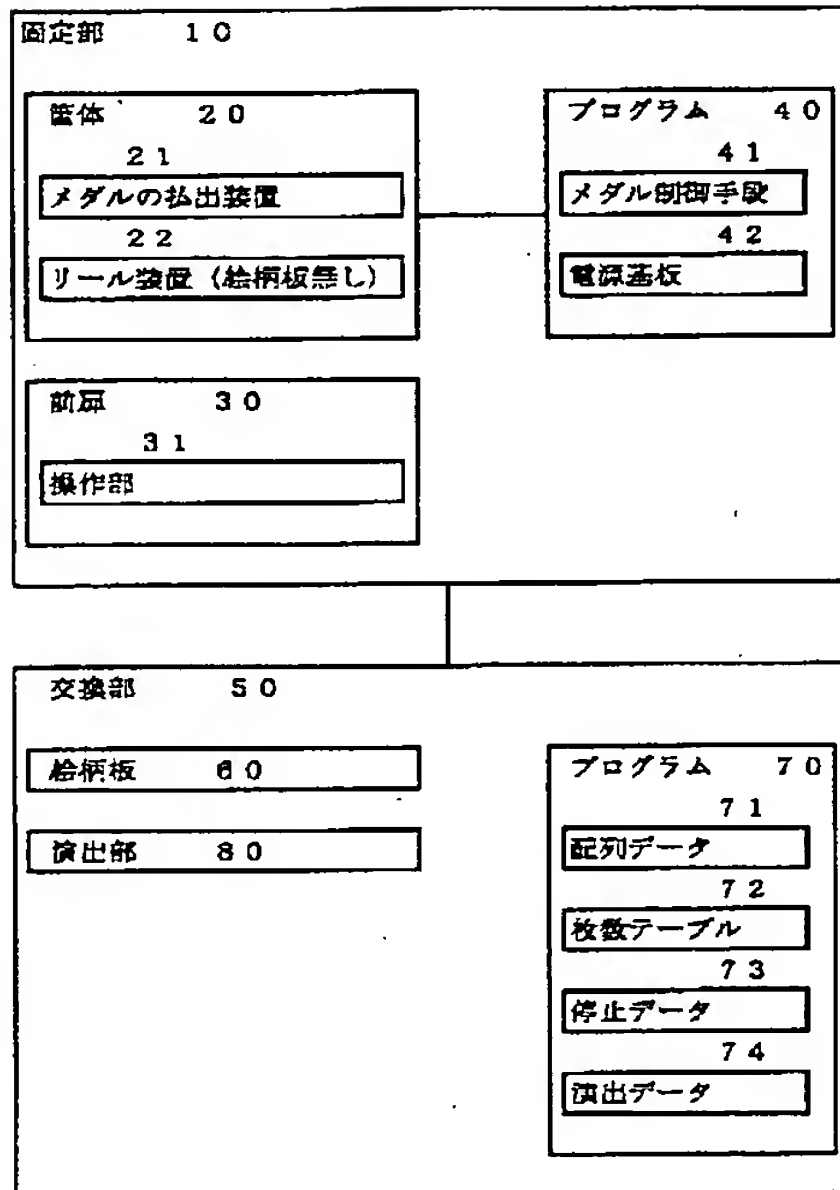 固定部 10
筐体 20
21
メダルの払出装置
22
リール装置（絵柄板無し）
プログラム 40
41
メダル制御手段
42
電源基板
前扉 30
31
操作部
交換部 50
絵柄板 60
演出部 80
プログラム 70
71
配列データ
72
枚数テーブル
73
停止データ
74
演出データ